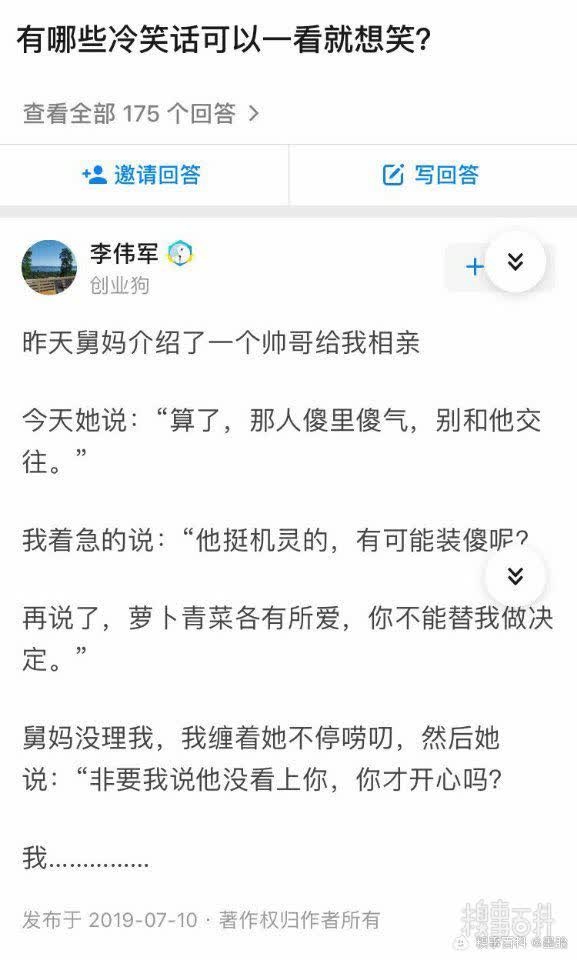 有哪些冷笑话可以一看就想笑?
查看全部 175 个回答
邀请回答
写回答
李伟军
创业狗
昨天舅妈介绍了一个帅哥给我相亲
今天她说：“算了，那人傻里傻气，别和他交
往。”
我着急的说：“他挺机灵的，有可能装傻呢?
再说了，萝卜青菜各有所爱，你不能替我做决
定。”
舅妈没理我，我缠着她不停唠叨，然后她
说：“非要我说他没看上你，你才开心吗?
我……………
发布于 2019-07-10 · 著作权归作者所有
糗事百科
糗事百科 @墨脸